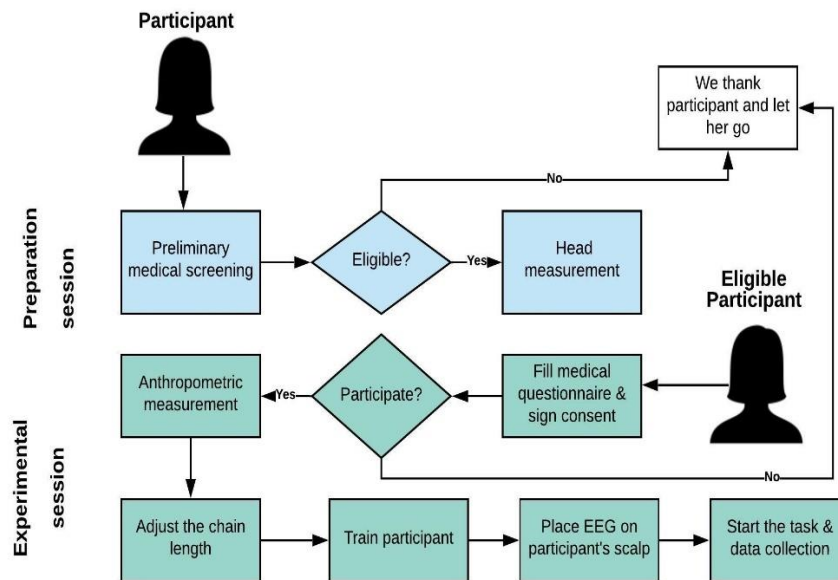 Participant
We thank
participant and let
her go
No
Preparation
session
Preliminary
medical screening
Eligible?
Yes
Head
measurement
Eligible
Participant
Experimental
session
Anthropometric
measurement
Yes
Participate?
Fill medical
questionnaire &
sign consent
No
Adjust the chain
length
Train participant
Place EEG on
participant's scalp
Start the task &
data collection